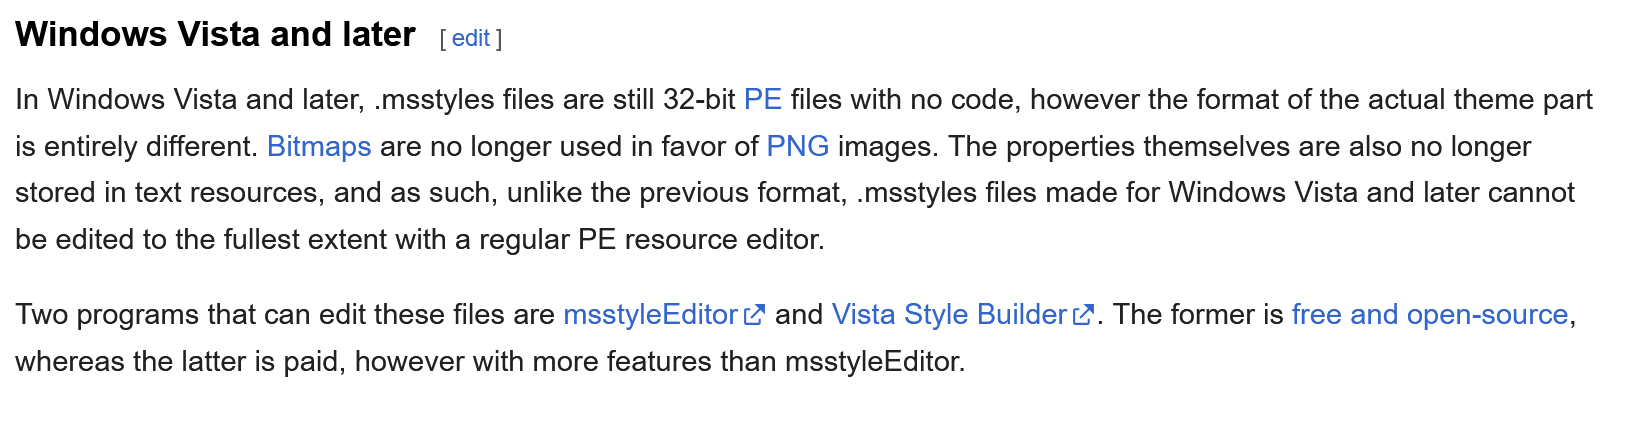 Windows Vista and later [ edit ]
In Windows Vista and later, .msstyles files are still 32-bit PE files with no code, however the format of the actual theme part
is entirely different. Bitmaps are no longer used in favor of PNG images. The properties themselves are also no longer
stored in text resources, and as such, unlike the previous format, .msstyles files made for Windows Vista and later cannot
be edited to the fullest extent with a regular PE resource editor.
Two programs that can edit these files are msstyleEditor and Vista Style Builder. The former is free and open-source,
whereas the latter is paid, however with more features than msstyleEditor.